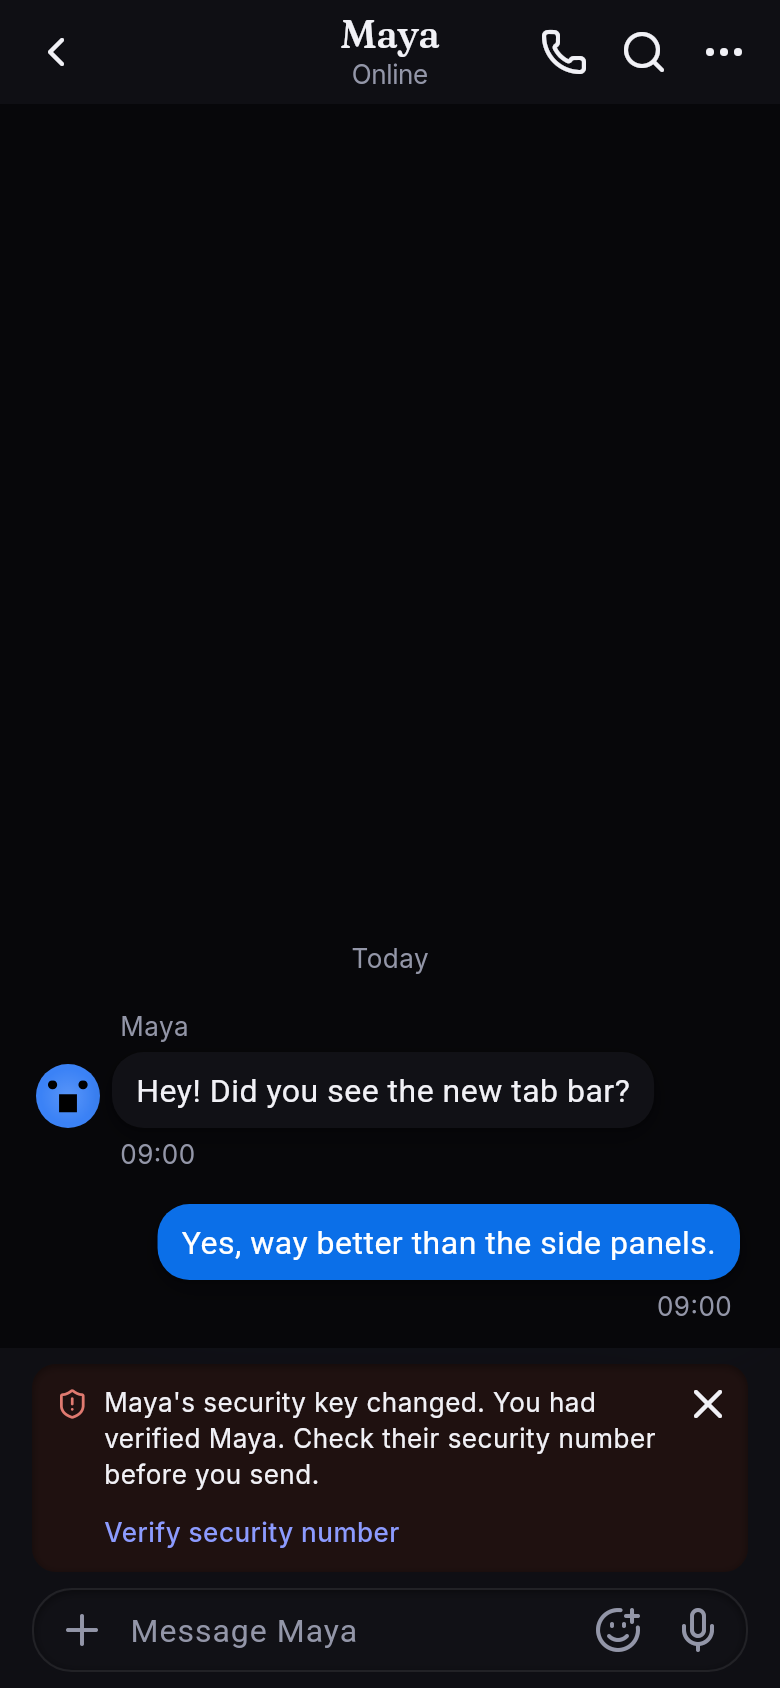 Maya
Online
Today
Maya
Hey! Did you see the new tab bar?
09:00
Yes, way better than the side panels.
09:00
Maya's security key changed. You had
verified Maya. Check their security number
before you send.
Verify security number
Message Maya